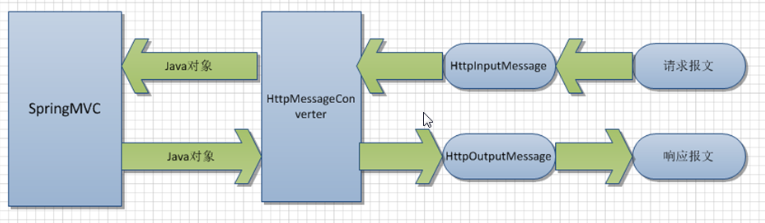 Java对象
HttpInputMessage
请求报文
SpringMVC
HttpMessageCon
verter
Java对象
HttpOutputMessage
响应报文